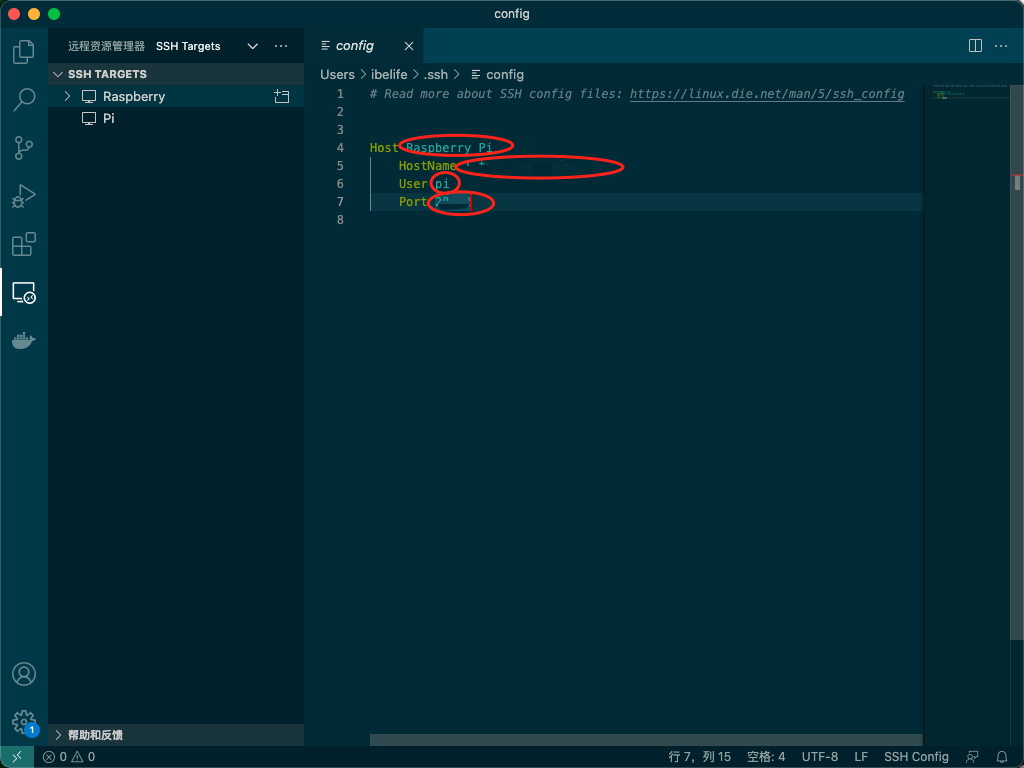 config
远程资源管理器 SSH Targets
config
SSH TARGETS
Raspberry
Pi
Users > ibelife > .ssh > config
1 # Read more about SSH config files: https://linux.die.net/man/5/ssh_config
2
3
4 Host Raspberry Pi
5 HostName
6 User pi
7 Port
8
帮助和反馈
1
0 0
行 7，列 15 空格: 4 UTF-8 LF SSH Config